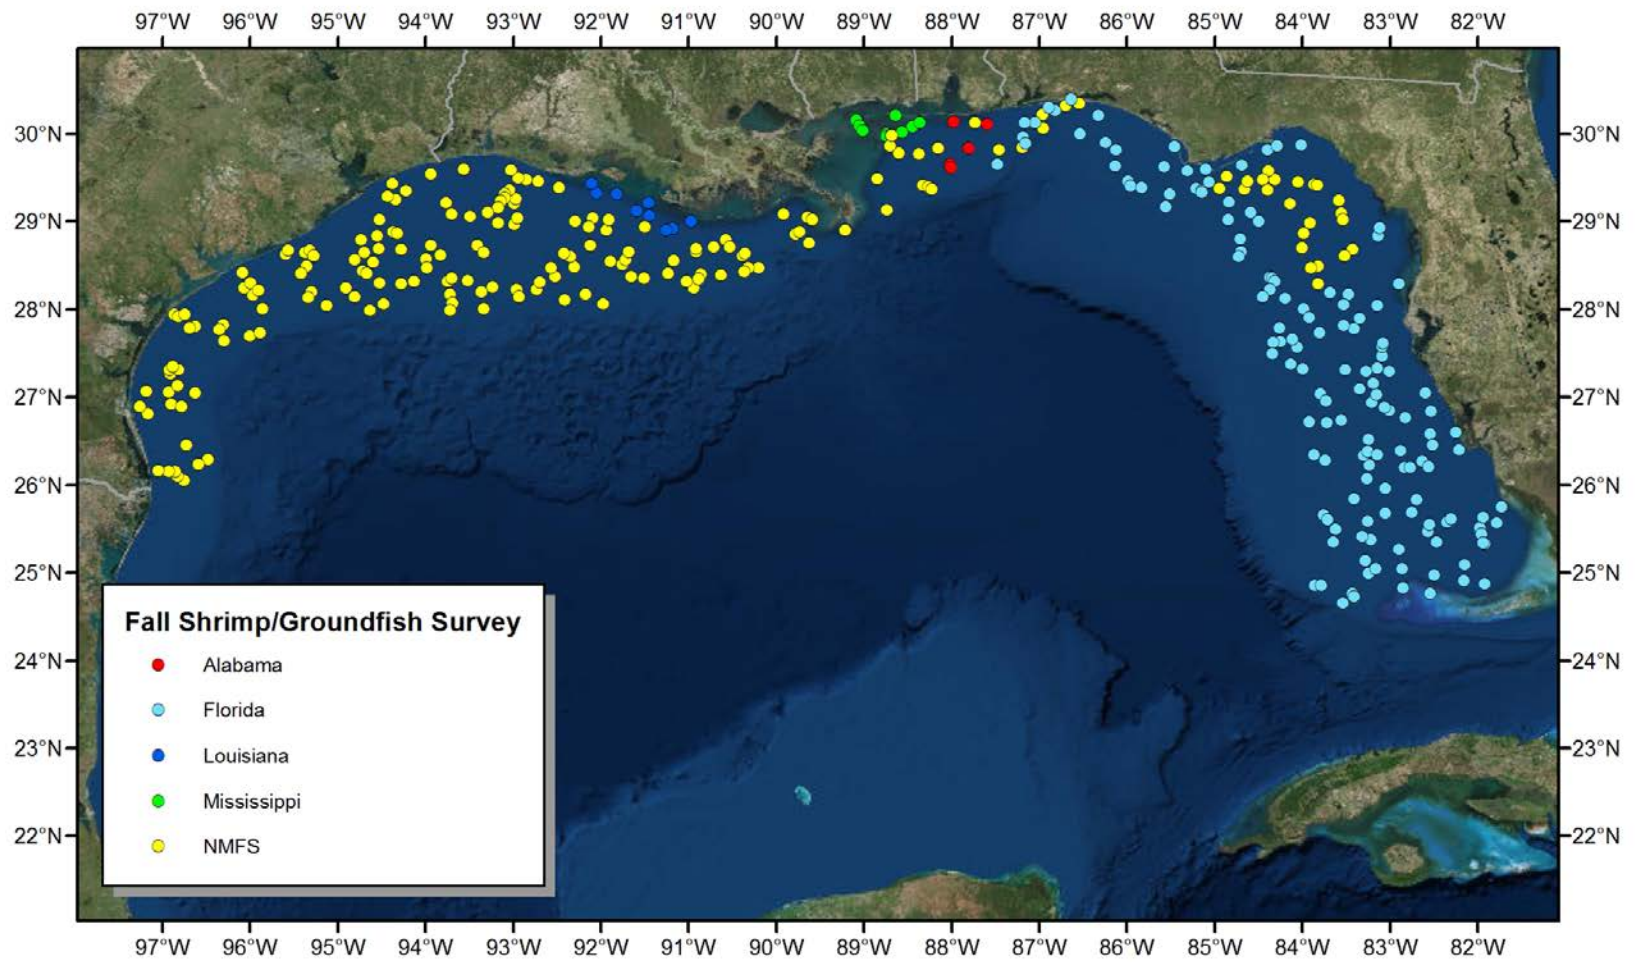 97°W 96°W 95°W 94°W 93°W 92°W 91°W 90°W 89°W 88°W 87°W 86°W 85°W 84°W 83°W 82°W
30°N 30°N
29°N 29°N
28°N 28°N
27°N 27°N
26°N 26°N
25°N 25°N
24°N 24°N
23°N 23°N
22°N 22°N
Fall Shrimp/Groundfish Survey
Alabama
Florida
Louisiana
Mississippi
NMFS
97°W 96°W 95°W 94°W 93°W 92°W 91°W 90°W 89°W 88°W 87°W 86°W 85°W 84°W 83°W 82°W